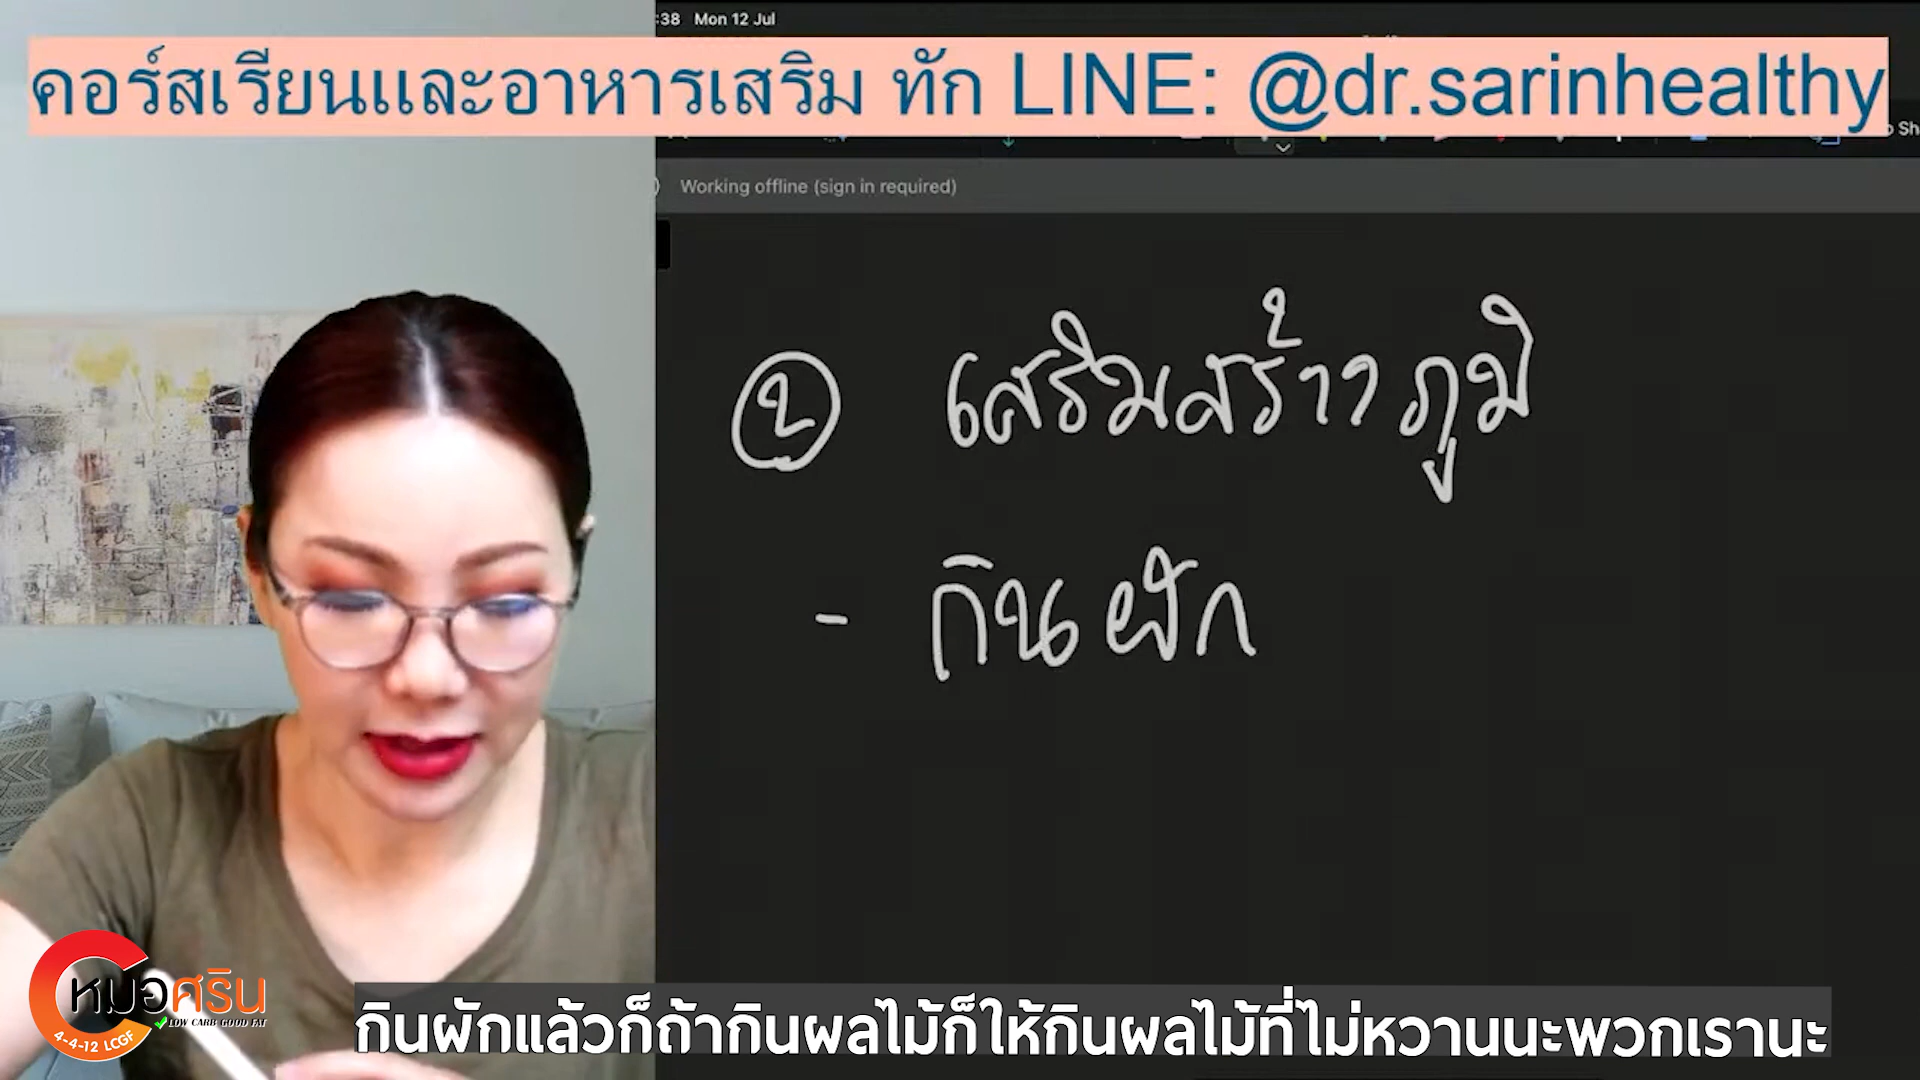 :38 Mon 12 Jul
คอร์สเรียนและอาหารเสริม ทัก LINE: @dr.sarinhealthy
Sh
Working offline (sign in required)
๒ เสริมสร้างภูมิ
- กินผัก
หมอศริน
LOW CARB GOOD FAT
4-4-12 LCGF
กินผักแล้วก็ถ้ากินผลไม้ก็ให้กินผลไม้ที่ไม่หวานนะพวกเรานะ